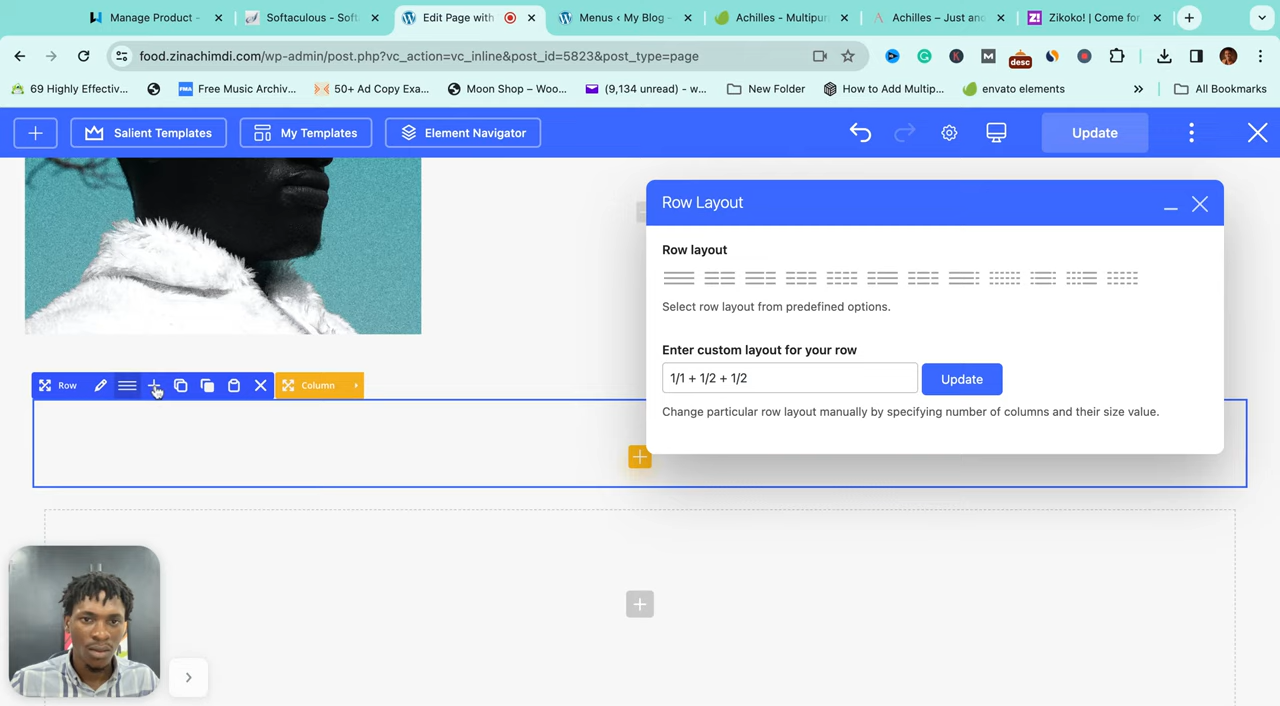 Manage Product -
Softaculous - Soft
Edit Page with
Menus ‹ My Blog -
Achilles - Multipur
Achilles – Just an
Zikoko! | Come for
food.zinachimdi.com/wp-admin/post.php?vc_action=vc_inline&post_id=5823&post_type=page
desc
69 Highly Effectiv...
FMA Free Music Archiv...
50+ Ad Copy Exa...
Moon Shop – Woo...
(9,134 unread) - w...
New Folder
How to Add Multip...
envato elements
»
All Bookmarks
Salient Templates
My Templates
Element Navigator
Update
Row Layout
Row layout
Select row layout from predefined options.
Enter custom layout for your row
1/1 + 1/2 + 1/2
Update
Change particular row layout manually by specifying number of columns and their size value.
Row
Column